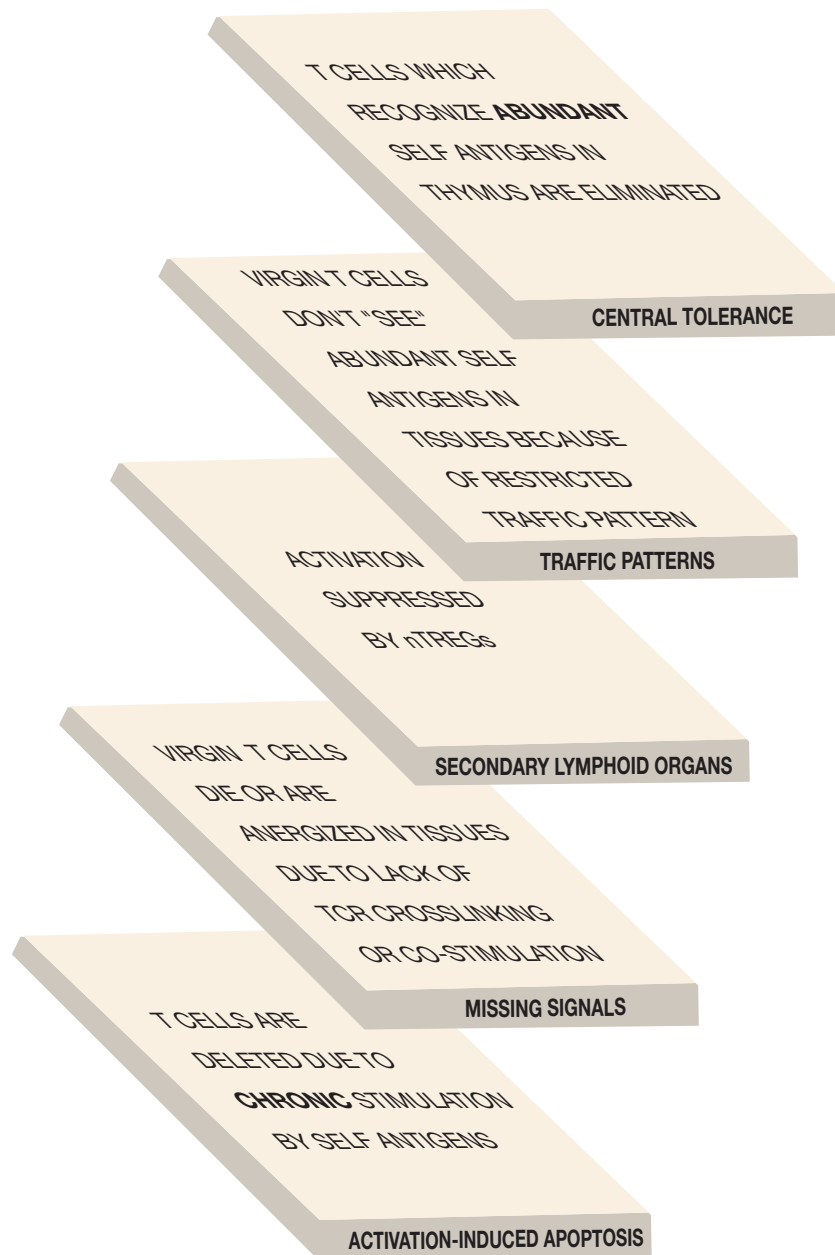 T CELLS WHICH
RECOGNIZE ABUNDANT
SELF ANTIGENS IN
THYMUS ARE ELIMINATED
CENTRAL TOLERANCE
VIRGIN T CELLS
DON'T "SEE"
ABUNDANT SELF
ANTIGENS IN
TISSUES BECAUSE
OF RESTRICTED
TRAFFIC PATTERN
TRAFFIC PATTERNS
ACTIVATION
SUPPRESSED
BY nTREGs
SECONDARY LYMPHOID ORGANS
VIRGIN T CELLS
DIE OR ARE
ANERGIZED IN TISSUES
DUE TO LACK OF
TCR CROSSLINKING
OR CO-STIMULATION
MISSING SIGNALS
T CELLS ARE
DELETED DUE TO
CHRONIC STIMULATION
BY SELF ANTIGENS
ACTIVATION-INDUCED APOPTOSIS